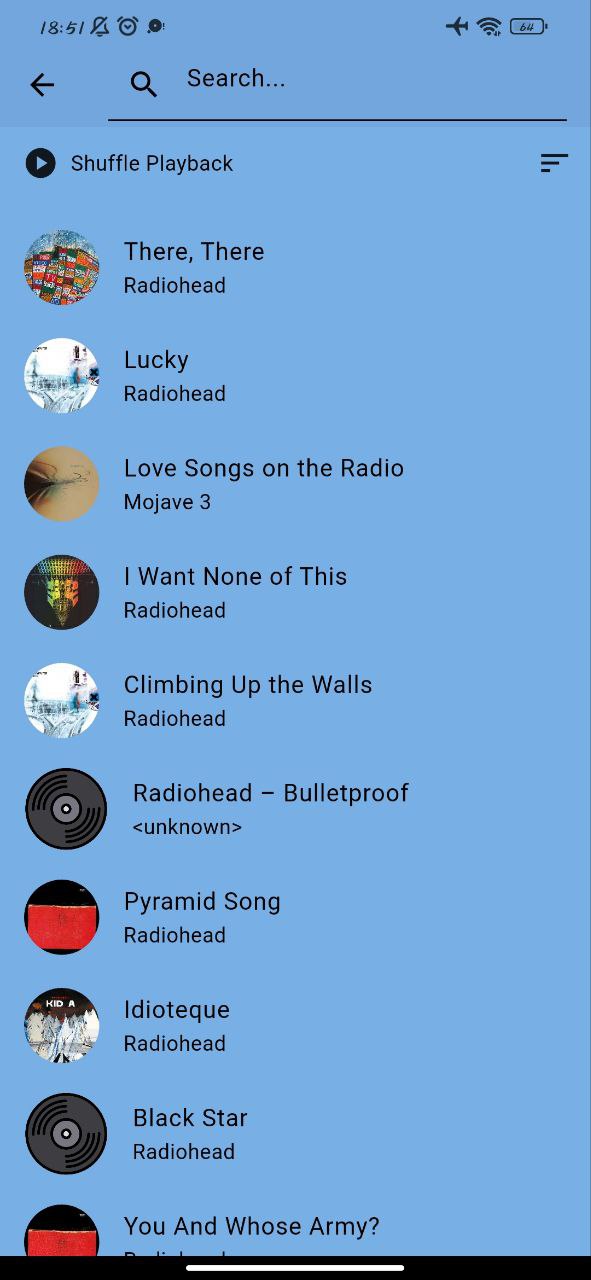 18:51
64
Search...
Shuffle Playback
There, There
Radiohead
Lucky
Radiohead
Love Songs on the Radio
Mojave 3
I Want None of This
Radiohead
Climbing Up the Walls
Radiohead
Radiohead – Bulletproof
<unknown>
Pyramid Song
Radiohead
KID A
Idioteque
Radiohead
Black Star
Radiohead
You And Whose Army?